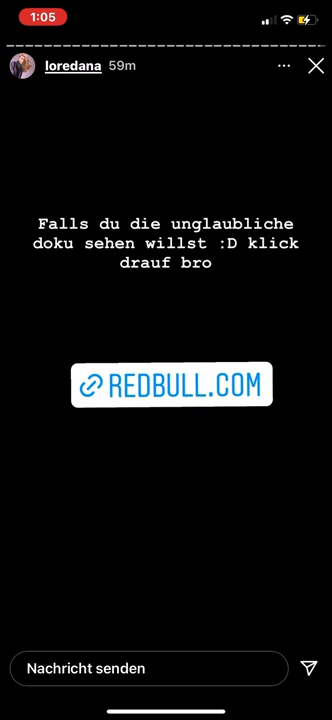 1:05
loredana 59m
Falls du die unglaubliche
doku sehen willst :D klick
drauf bro
REDBULL.COM
Nachricht senden